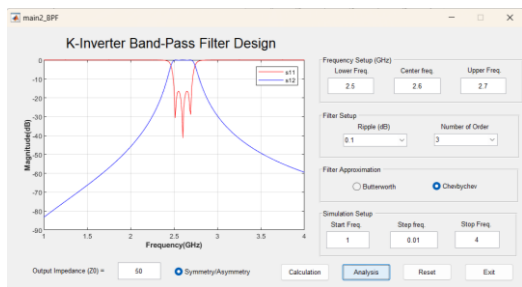 main2_BPF
K-Inverter Band-Pass Filter Design
0
-10
-20
-30
-40
-50
-60
-70
-80
-90
Magnitude(dB)
s11
s12
1
1.5
2
2.5
3
3.5
4
Frequency(GHz)
Output Impedance (Z0) =
50
Symmetry/Asymmetry
Frequency Setup (GHz)
Lower Freq.
Center freq.
Upper Freq.
2.5
2.6
2.7
Filter Setup
Ripple (dB)
Number of Order
0.1
3
Filter Approximation
Butterworth
Chevbychev
Simulation Setup
Start Freq.
Step freq.
Stop Freq.
1
0.01
4
Calculation
Analysis
Reset
Exit